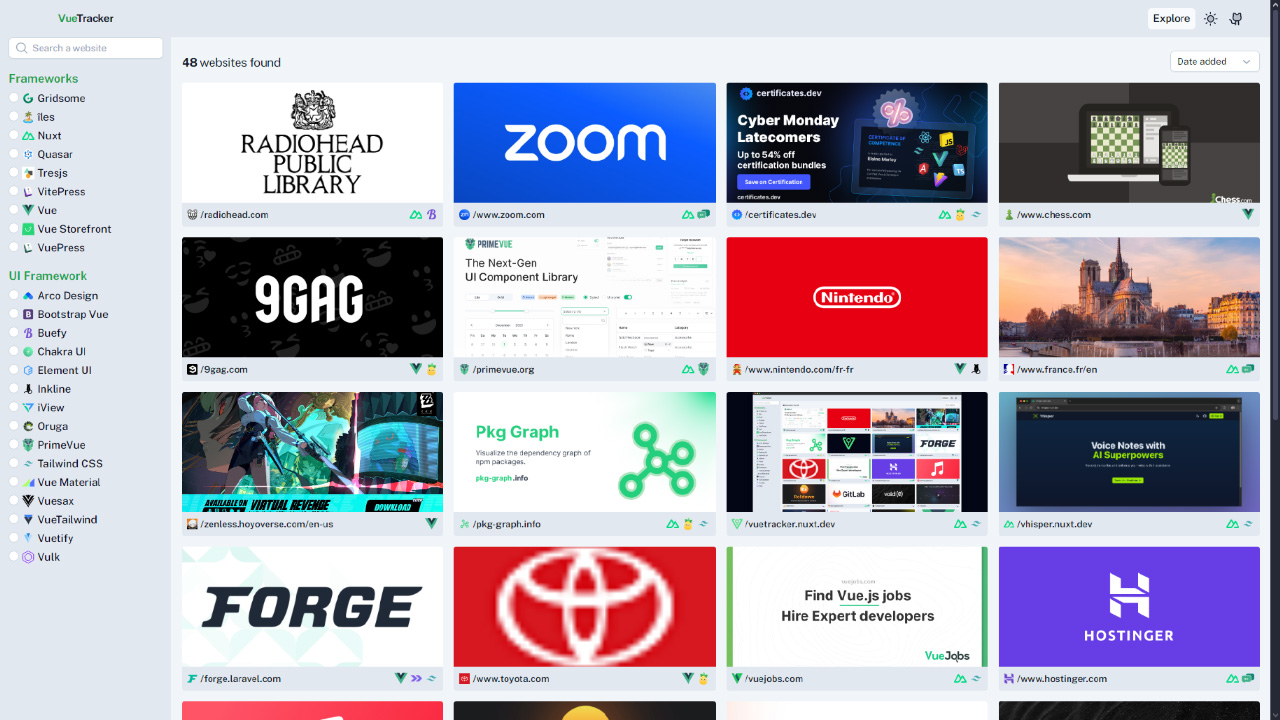 VueTracker
Explore
Search a website
Frameworks
Gridsome
iles
Nuxt
Quasar
VitePress
Vue
Vue Storefront
VuePress
UI Framework
Arco Design
Bootstrap Vue
Buefy
Chakra UI
Element UI
Inkline
iView
Oruga
PrimeVue
Tailwind CSS
VueMaterial
Vuesax
VueTailwind
Vuetify
Vulk
48 websites found
Date added
RADIOHEAD
PUBLIC
LIBRARY
/radiohead.com
zoom
/www.zoom.com
certificates.dev
Cyber Monday
Latecomers
Up to 54% off
certification bundles
Save on Certification
certificates.dev
/certificates.dev
Chess.com
/www.chess.com
9GAG
/9gag.com
PRIMEVUE
The Next-Gen
UI Component Library
/primevue.org
Nintendo
/www.nintendo.com/fr-fr
/www.france.fr/en
VIRTUAL REVERIE
DOWNLOAD
/zenless.hoyoverse.com/en-us
Pkg Graph
Visualize the dependency graph of
npm packages.
pkg-graph.info
/pkg-graph.info
FORGE
GitLab
void(0)
/vuetracker.nuxt.dev
Voice Notes with
AI Superpowers
/vhisper.nuxt.dev
FORGE
/forge.laravel.com
/www.toyota.com
vuejobs.com
Find Vue.js jobs
Hire Expert developers
VueJobs
/vuejobs.com
HOSTINGER
/www.hostinger.com